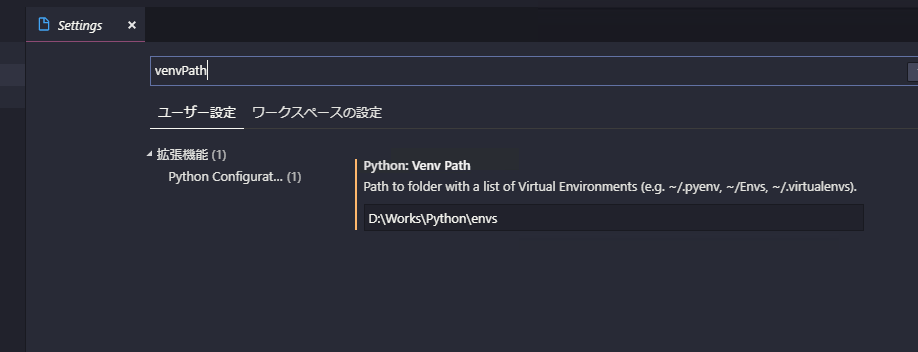 Settings ×
venvPath
ユーザー設定 ワークスペースの設定
拡張機能 (1)
Python Configurat... (1)
Python: Venv Path
Path to folder with a list of Virtual Environments (e.g. ~/.pyenv, ~/Envs, ~/.virtualenvs).
D:\Works\Python\envs